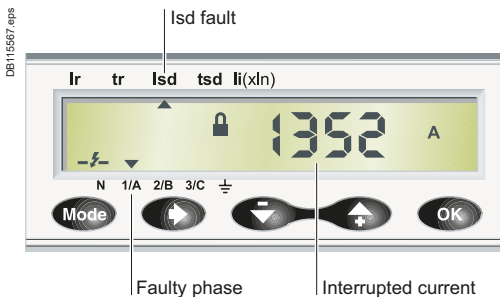 DB115567.eps
Isd fault
Ir tr Isd tsd Ii(xIn)
1352 A
N 1/A 2/B 3/C
Mode OK
Faulty phase Interrupted current